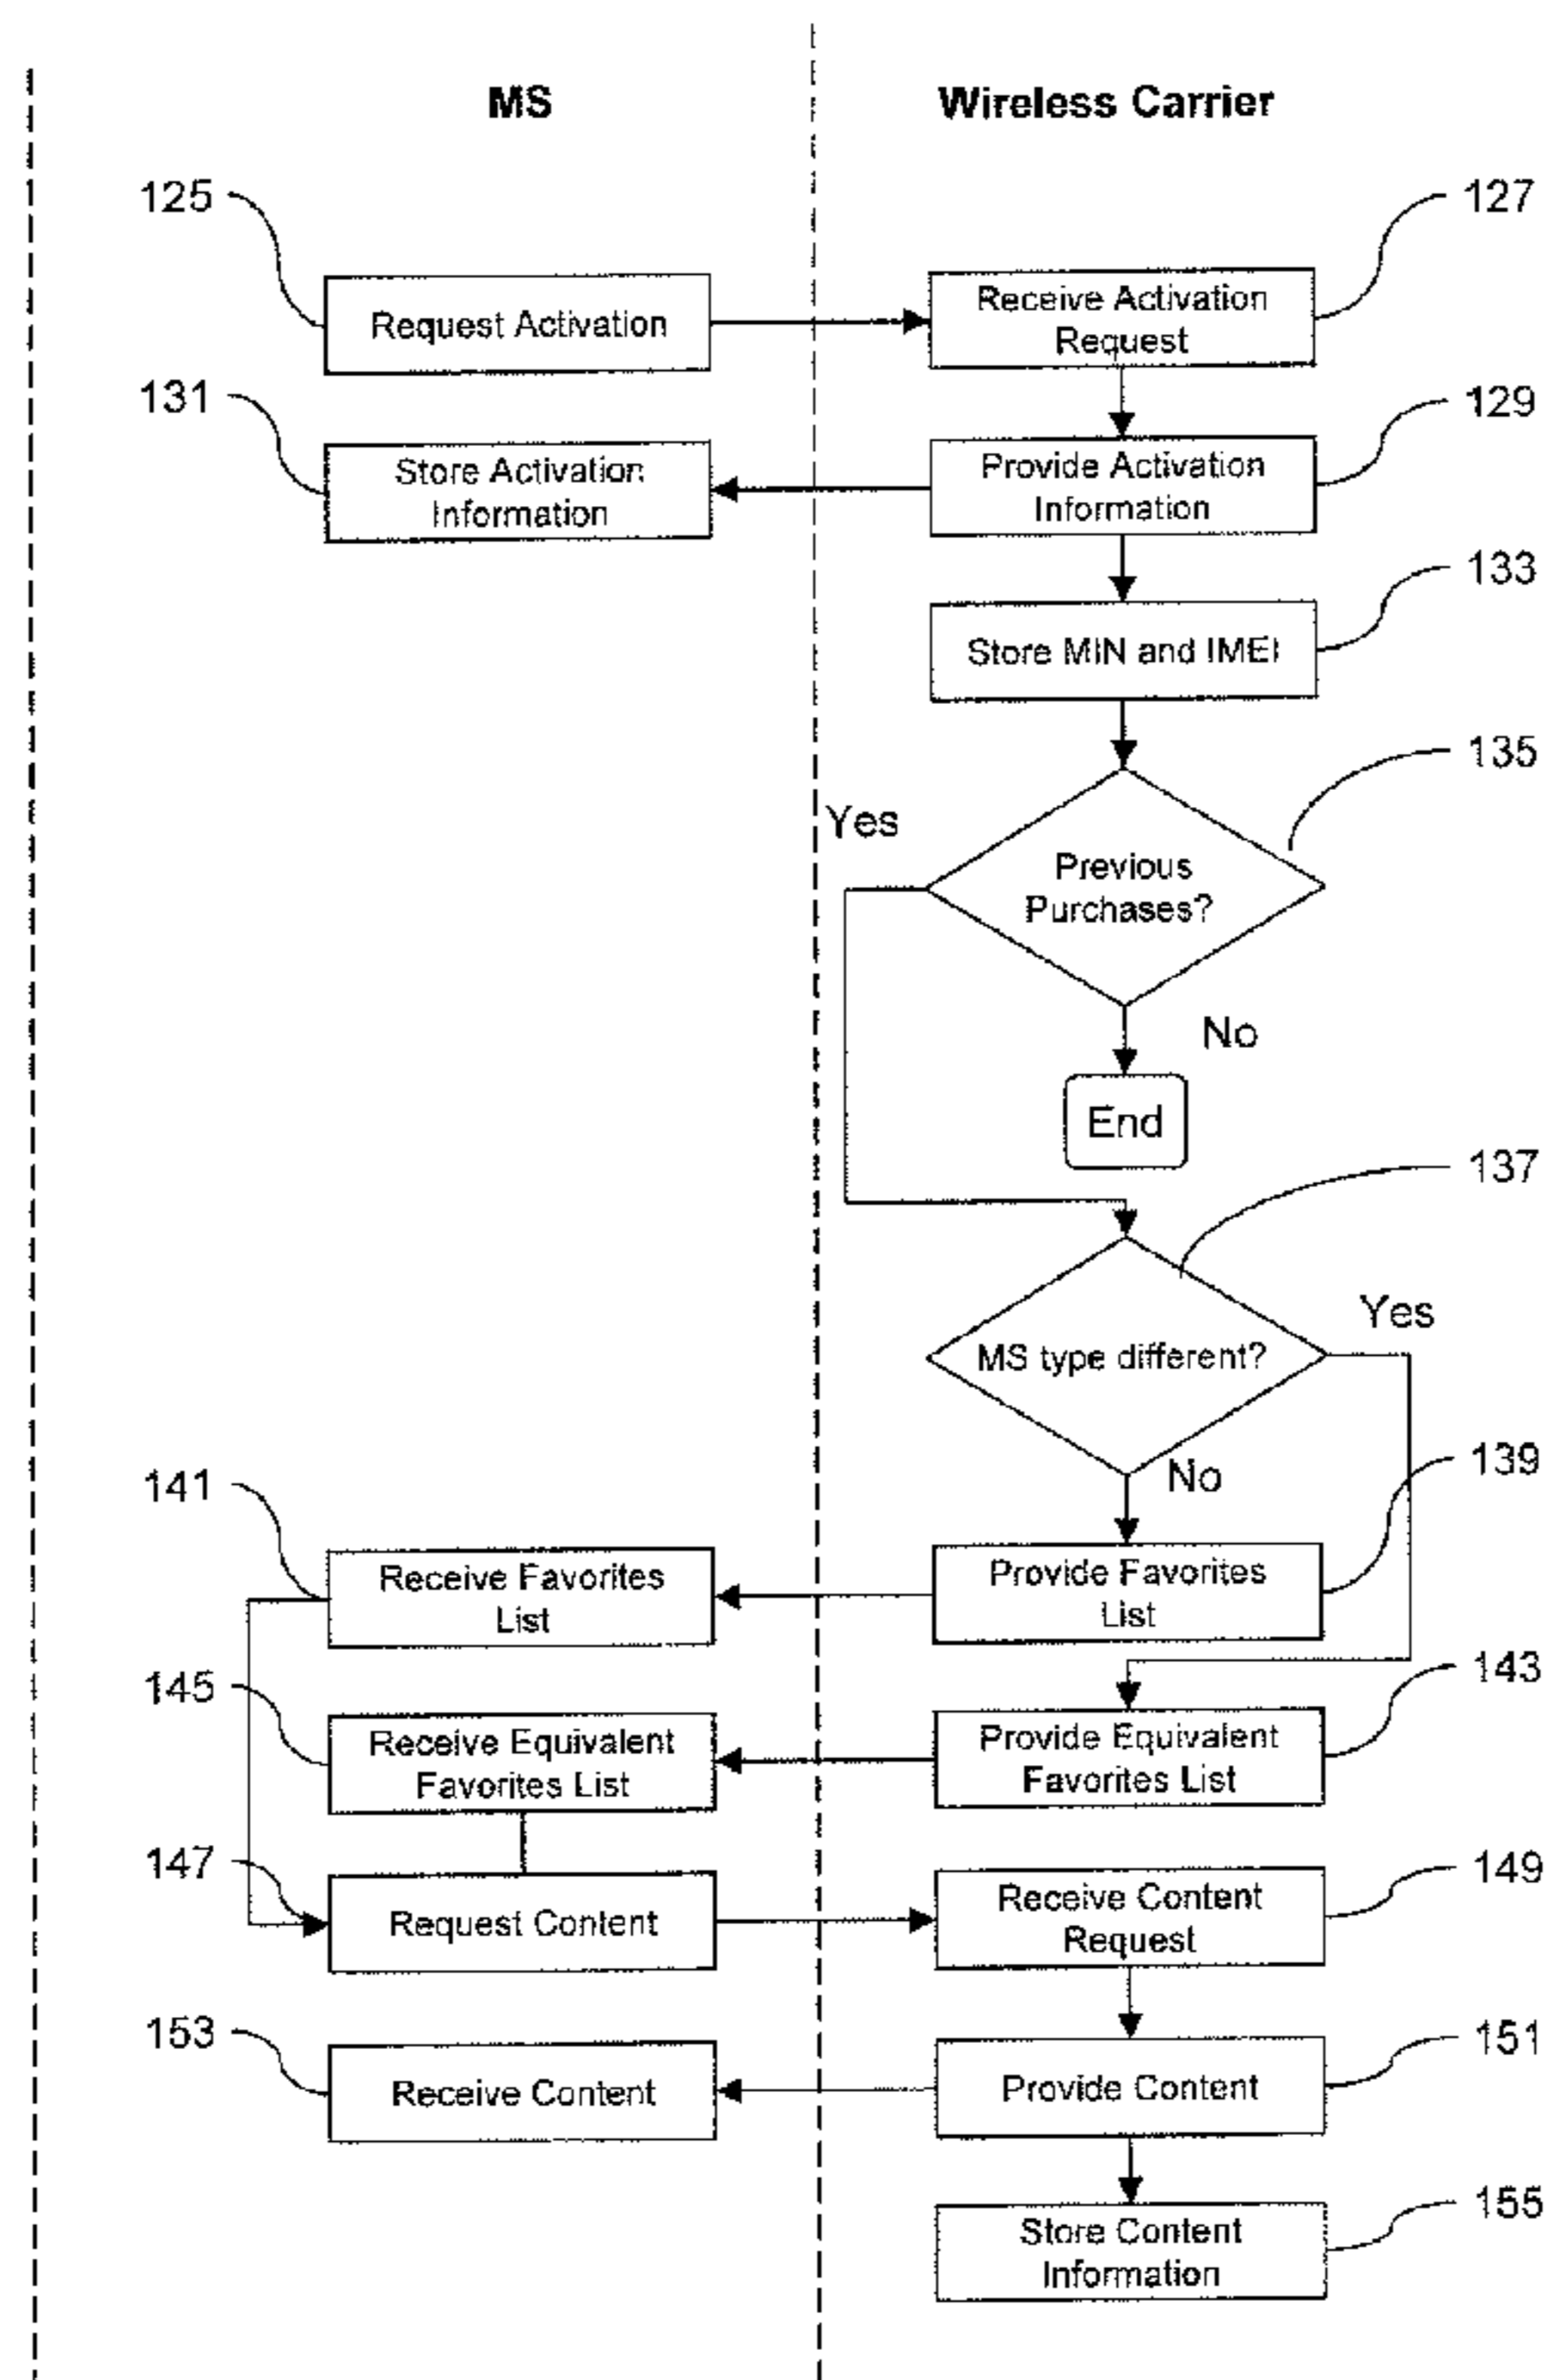 MS
Wireless Carrier
125
127
Request Activation
Receive Activation
Request
131
129
Store Activation
Information
Provide Activation
Information
133
Store MIN and IMEI
135
Yes
Previous
Purchases?
No
End
137
Yes
MS type different?
No
139
141
Receive Favorites
List
Provide Favorites
List
143
145
Receive Equivalent
Favorites List
Provide Equivalent
Favorites List
147
149
Request Content
Receive Content
Request
153
151
Receive Content
Provide Content
155
Store Content
Information